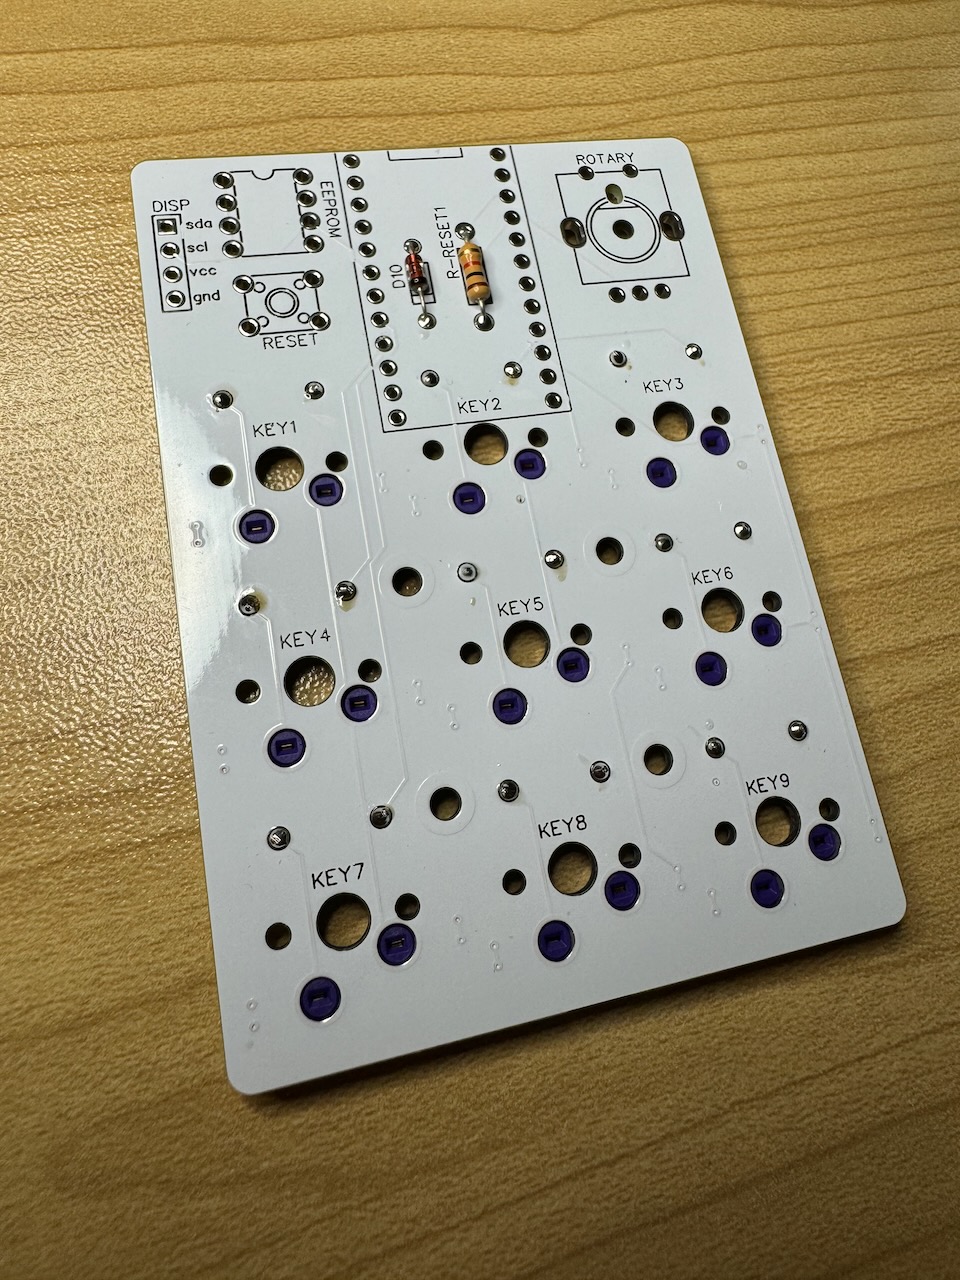 ROTARY
DISP
sda
scl
vcc
gnd
EEPROM
RESET
D10
R-RESET1
KEY1
KEY2
KEY3
KEY4
KEY5
KEY6
KEY7
KEY8
KEY9